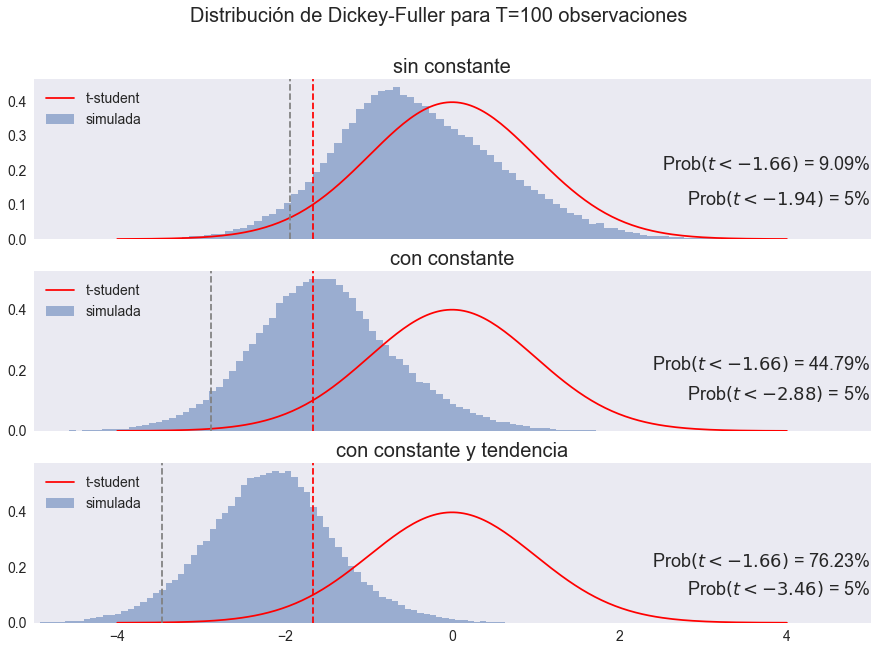 Distribución de Dickey-Fuller para T=100 observaciones
sin constante
t-student
simulada
0.4
0.3
0.2
0.1
0.0
Prob(t < −1.66) = 9.09%
Prob(t < −1.94) = 5%
con constante
t-student
simulada
0.4
0.2
0.0
Prob(t < −1.66) = 44.79%
Prob(t < −2.88) = 5%
con constante y tendencia
t-student
simulada
0.4
0.2
0.0
Prob(t < −1.66) = 76.23%
Prob(t < −3.46) = 5%
−4 −2 0 2 4